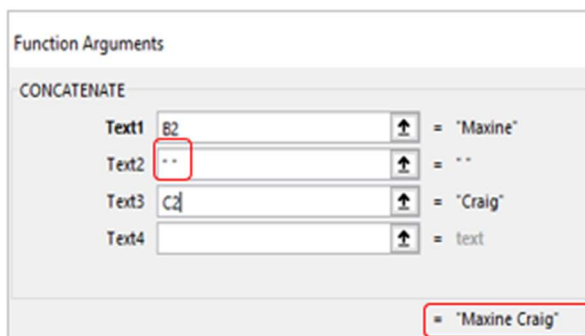 Function Arguments
CONCATENATE
Text1 B2 = "Maxine"
Text2 " " = " "
Text3 C2 = "Craig"
Text4 = text
= "Maxine Craig"